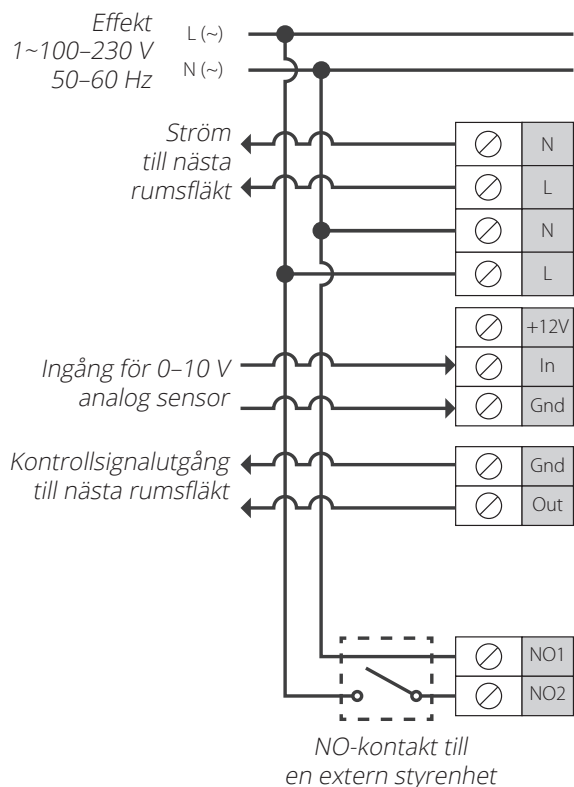 Effekt
1~100–230 V
50–60 Hz
L (~)
N (~)
Ström
till nästa
rumsfläkt
N
L
N
L
+12V
Ingång för 0–10 V
analog sensor
In
Gnd
Kontrollsignalutgång
till nästa rumsfläkt
Gnd
Out
NO1
NO2
NO-kontakt till
en extern styrenhet